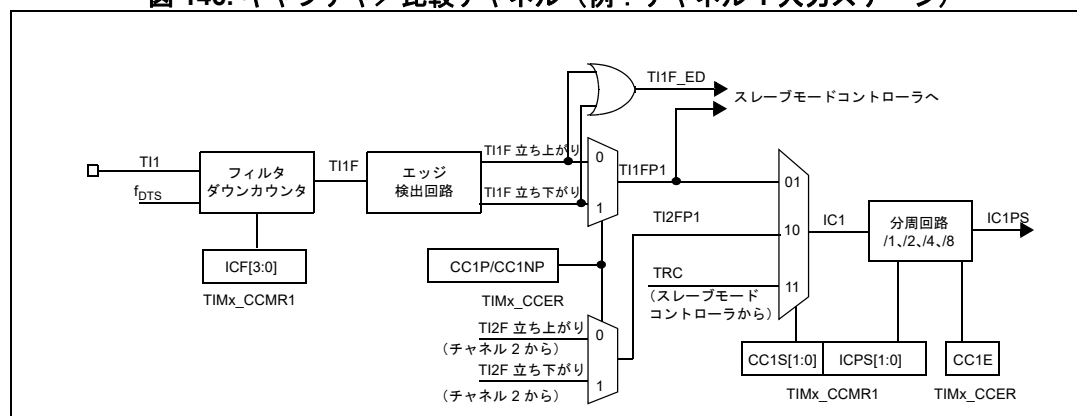 図 148. キャプチャ／比較チャネル（例：チャネル 1 入力ステージ）
TI1F_ED
スレーブモードコントローラへ
TI1
fDTS
フィルタ
ダウンカウンタ
TI1F
エッジ
検出回路
TI1F 立ち上がり
TI1F 立ち下がり
0
1
TI1FP1
TI2FP1
TRC
（スレーブモード
コントローラから）
01
10
11
IC1
分周回路
/1、/2、/4、/8
IC1PS
ICF[3:0]
TIMx_CCMR1
CC1P/CC1NP
TIMx_CCER
TI2F 立ち上がり
（チャネル 2 から）
TI2F 立ち下がり
（チャネル 2 から）
0
1
CC1S[1:0]
ICPS[1:0]
TIMx_CCMR1
CC1E
TIMx_CCER